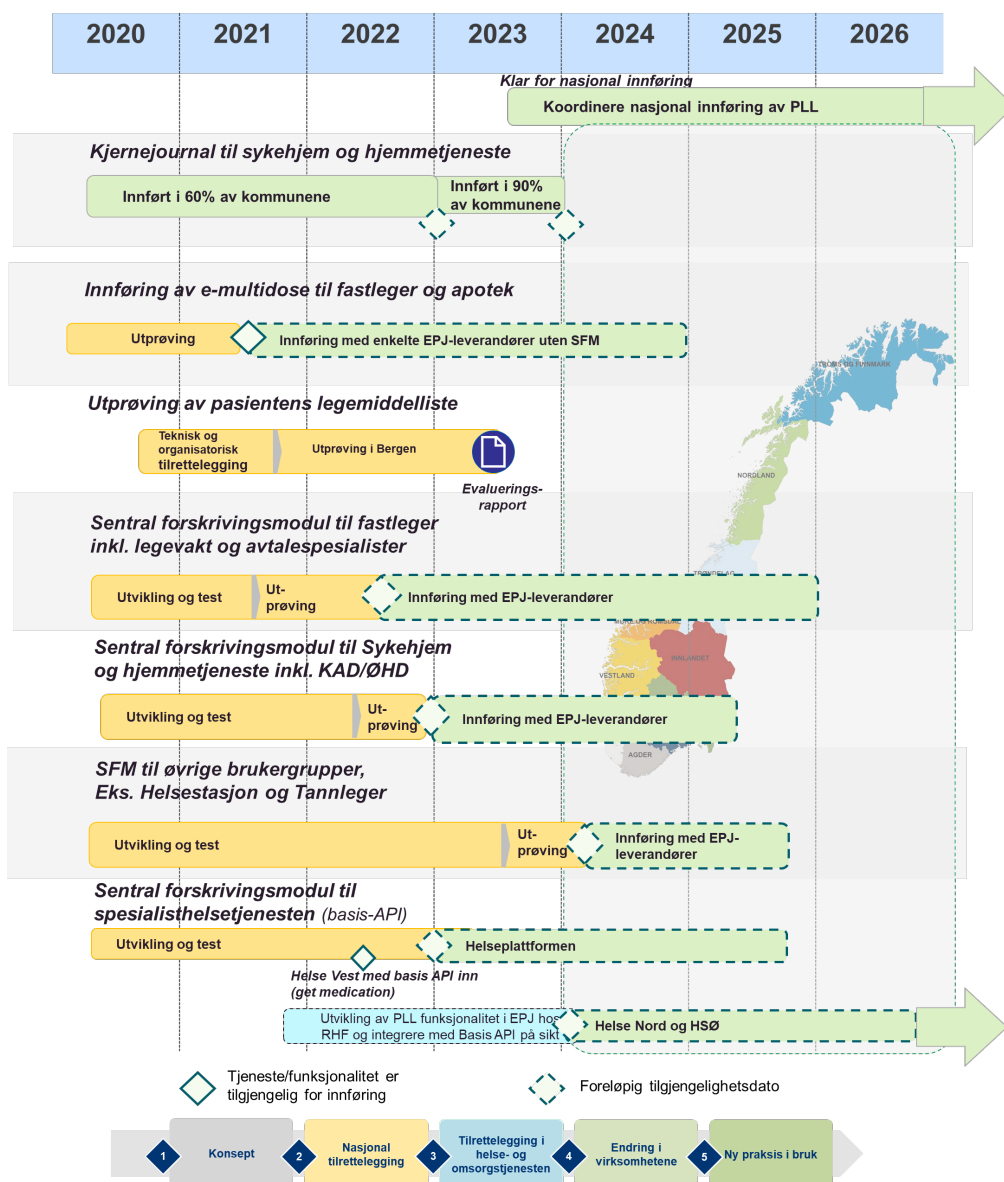 2020 2021 2022 2023 2024 2025 2026
Klar for nasjonal innføring
Koordinere nasjonal innføring av PLL
Kjernejournal til sykehjem og hjemmetjeneste
Innført i 60% av kommunene
Innført i 90%
av kommunene
Innføring av e-multidose til fastleger og apotek
Utprøving
Innføring med enkelte EPJ-leverandører uten SFM
TROMS OG FINNMARK
Utprøving av pasientens legemiddelliste
Teknisk og
organisatorisk
tilrettelegging
Utprøving i Bergen
Evaluerings-
rapport
NORDLAND
Sentral forskrivingsmodul til fastleger
inkl. legevakt og avtalespesialister
TRØNDELAG
Utvikling og test
Ut-
prøving
Innføring med EPJ-leverandører
MØRE OG ROMSDAL
Sentral forskrivingsmodul til Sykehjem
og hjemmetjeneste inkl. KAD/ØHD
INNLANDET
VESTLAND
Utvikling og test
Ut-
prøving
Innføring med EPJ-leverandører
AGDER
SFM til øvrige brukergrupper,
Eks. Helsestasjon og Tannleger
Utvikling og test
Ut-
prøving
Innføring med EPJ-
leverandører
Sentral forskrivingsmodul til
spesialisthelsetjenesten (basis-API)
Utvikling og test
Helseplattformen
Helse Vest med basis API inn
(get medication)
Utvikling av PLL funksjonalitet i EPJ hos
RHF og integrere med Basis API på sikt
Helse Nord og HSØ
Tjeneste/funksjonalitet er
tilgjengelig for innføring
Foreløpig tilgjengelighetsdato
1 Konsept
2 Nasjonal
tilrettelegging
3 Tilrettelegging i
helse- og
omsorgstjenesten
4 Endring i
virksomhetene
5 Ny praksis i bruk